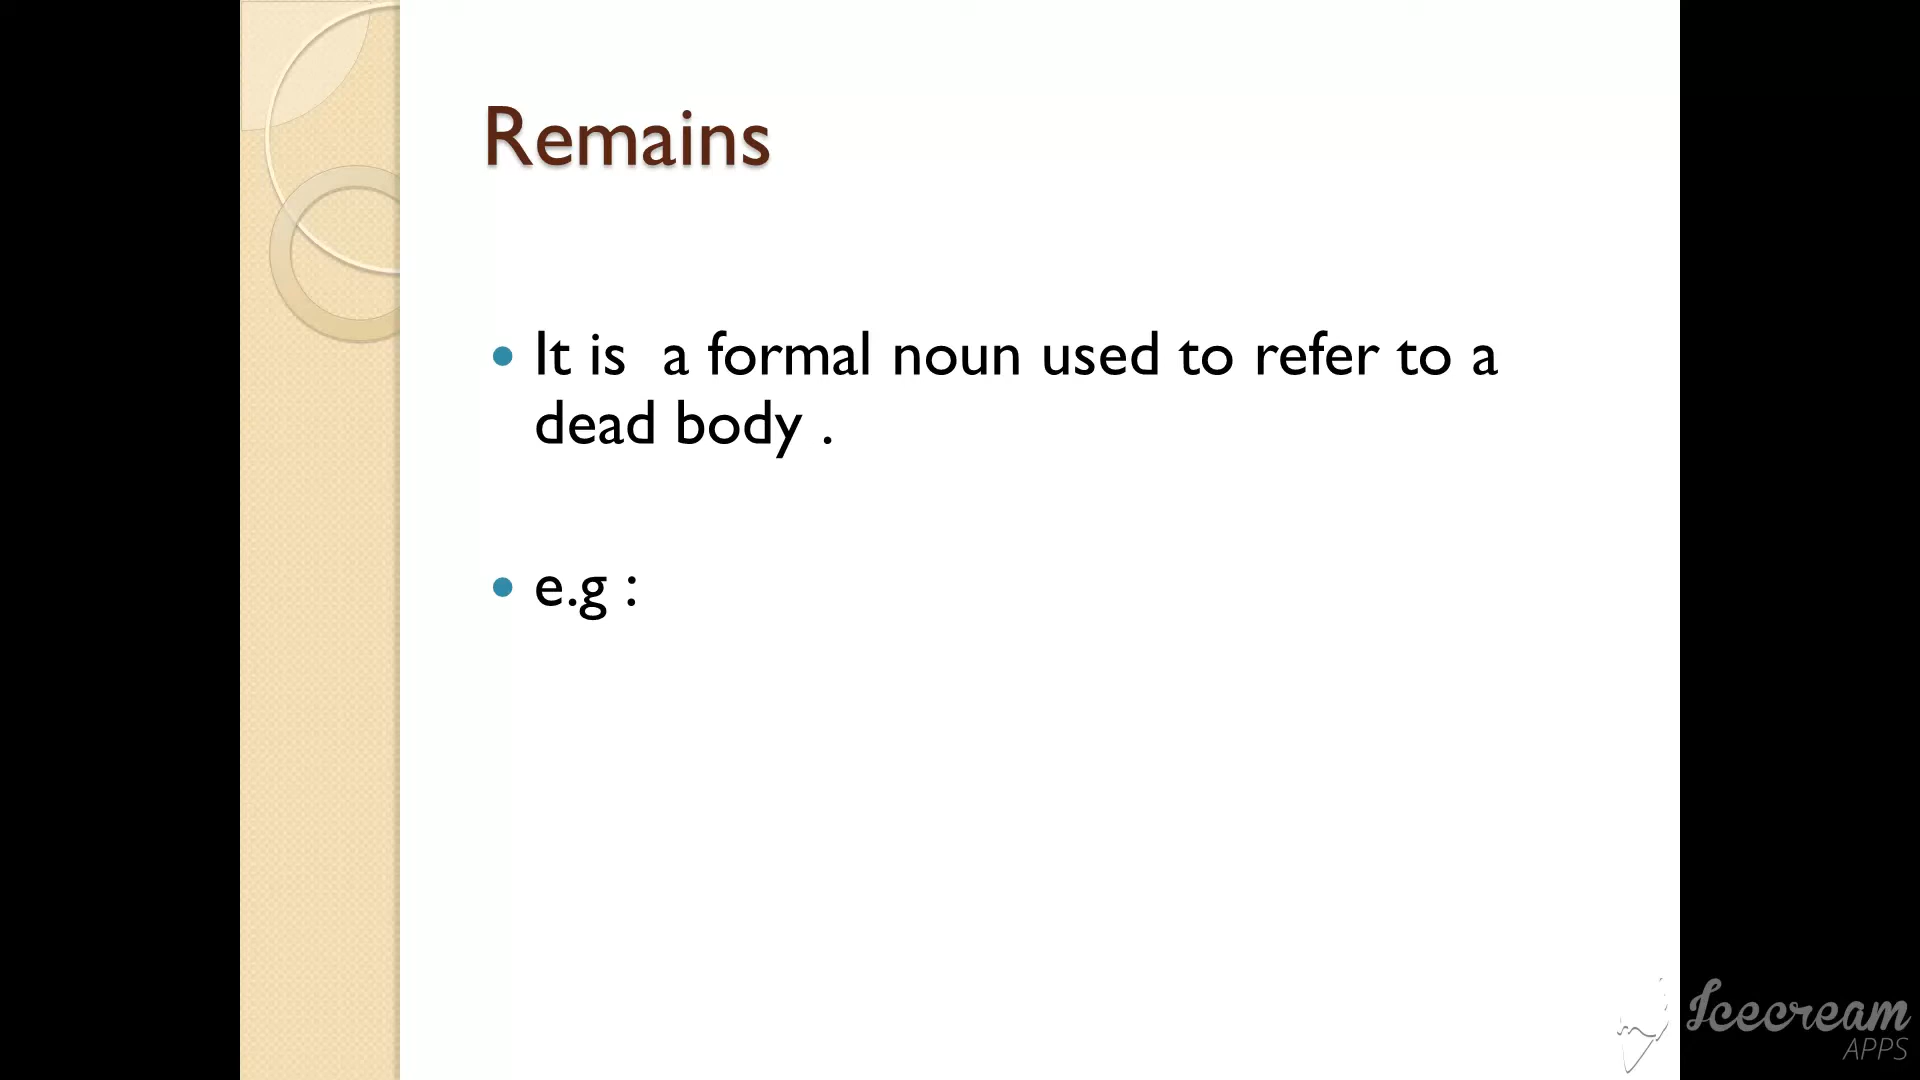 Remains
It is a formal noun used to refer to a
dead body .
e.g :
Icecream
APPS